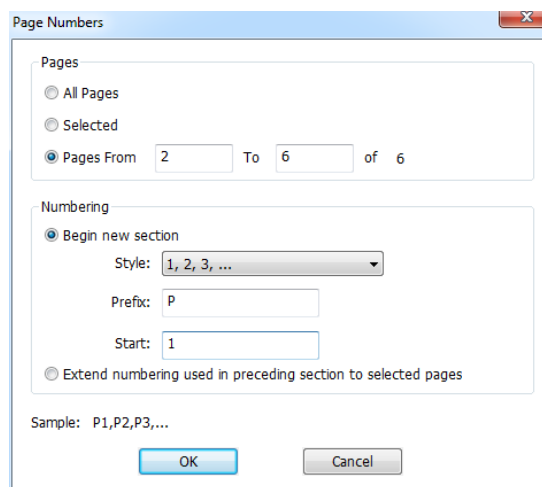 Page Numbers
Pages
All Pages
Selected
Pages From 2 To 6 of 6
Numbering
Begin new section
Style: 1, 2, 3, ...
Prefix: P
Start: 1
Extend numbering used in preceding section to selected pages
Sample: P1,P2,P3,...
OK Cancel